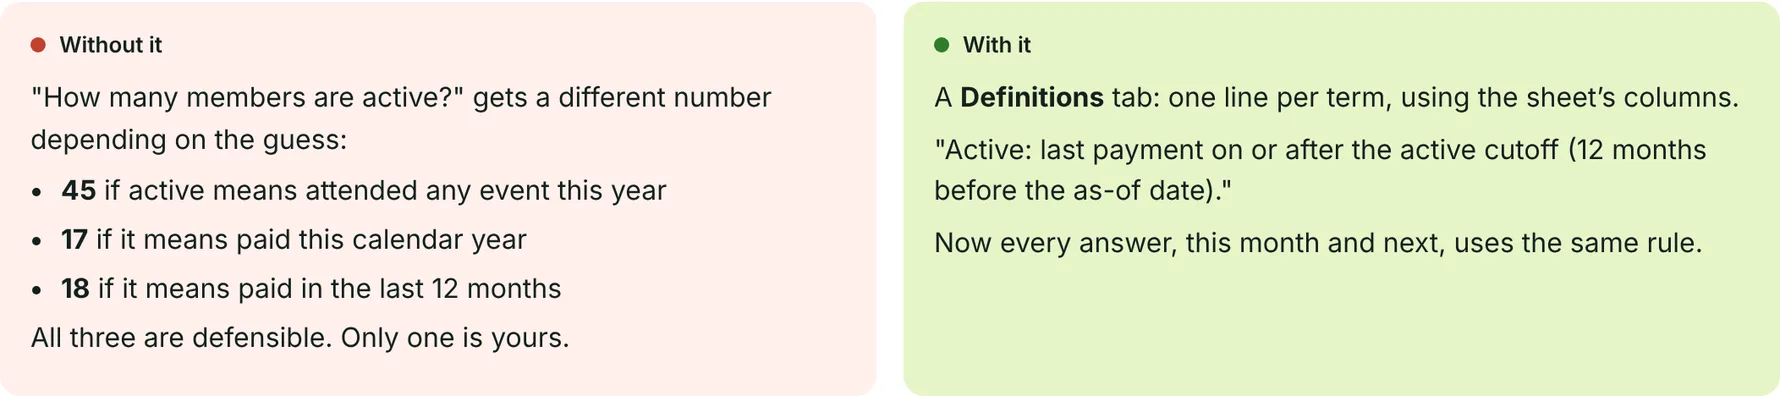 Without it
"How many members are active?" gets a different number
depending on the guess:
• 45 if active means attended any event this year
• 17 if it means paid this calendar year
• 18 if it means paid in the last 12 months
All three are defensible. Only one is yours.
With it
A Definitions tab: one line per term, using the sheet’s columns.
"Active: last payment on or after the active cutoff (12 months
before the as-of date)."
Now every answer, this month and next, uses the same rule.